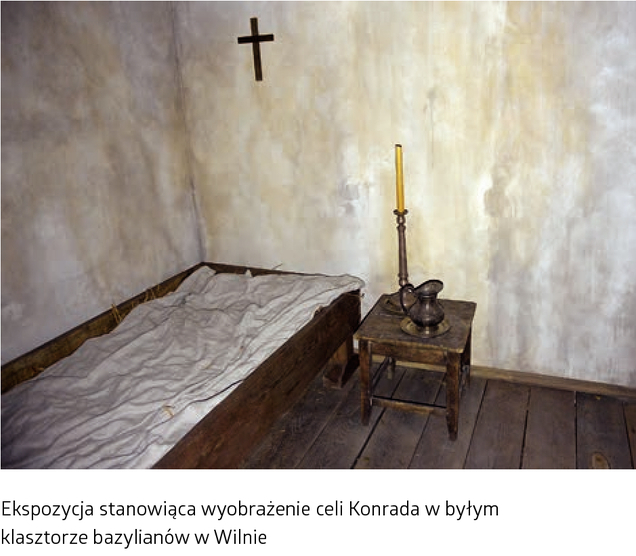 Ekspozycja stanowiąca wyobrażenie celi Konrada w byłym
klasztorze bazylianów w Wilnie